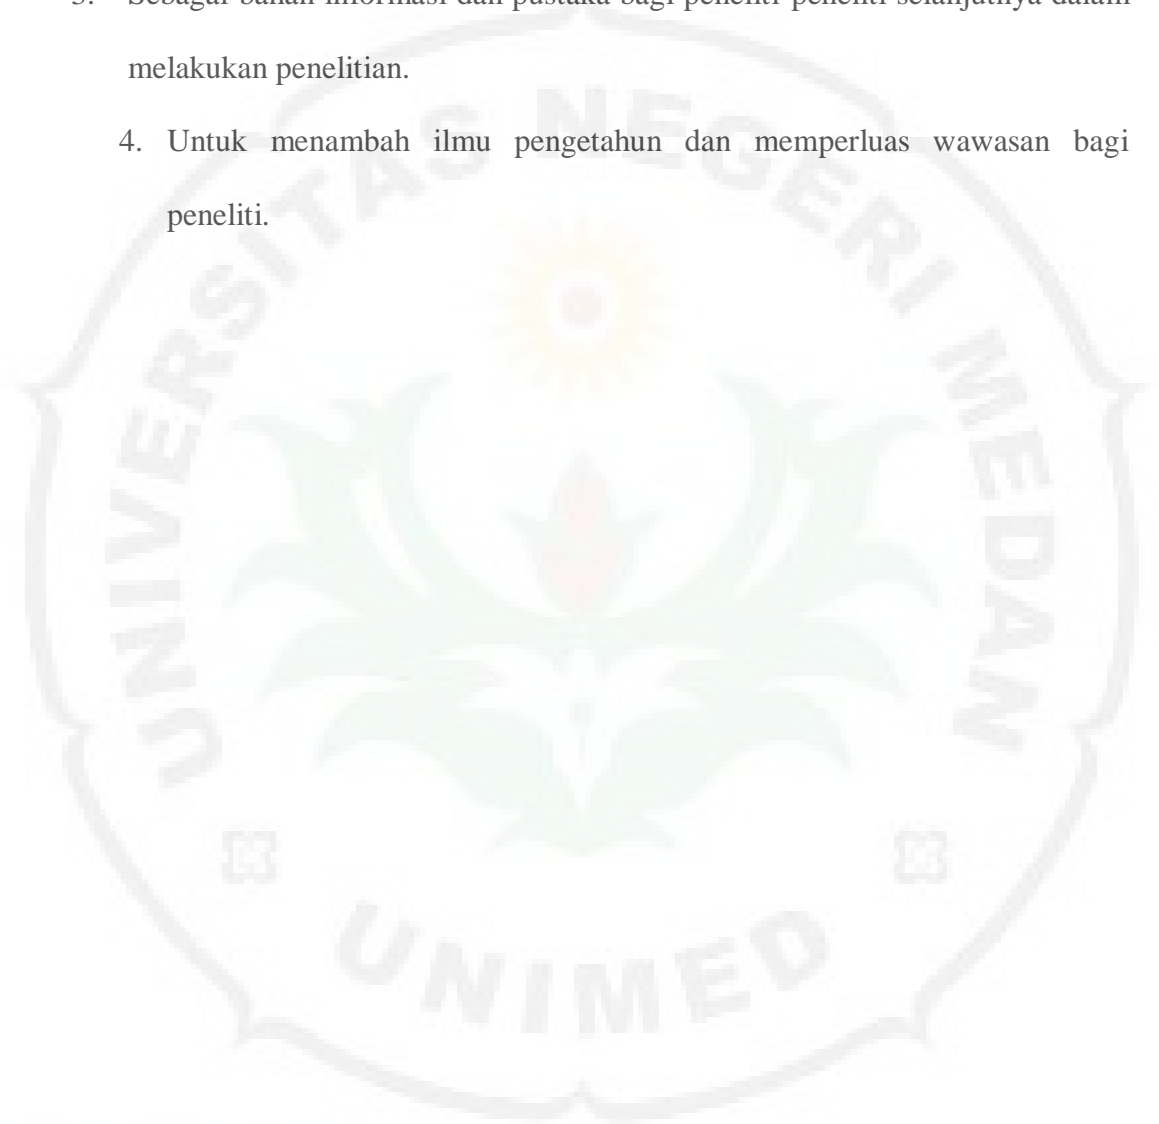 3. Sebagai bahan informasi dan pustaka bagi peneliti-peneliti selanjutnya dalam
melakukan penelitian.
4. Untuk menambah ilmu pengetahun dan memperluas wawasan bagi
peneliti.
UNIVERSITAS NEGERI MEDAN
UNIMED